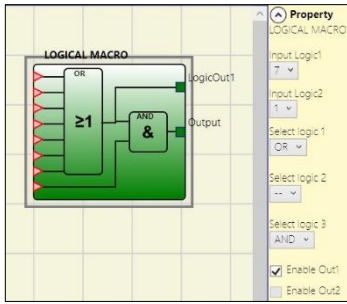 LOGICAL MACRO
OR
≥1
AND
&
LogicOut1
Output
Property
LOGICAL MACRO
Input Logic1
7
Input Logic2
1
Select logic 1
OR
Select logic 2
--
Select logic 3
AND
Enable Out1
Enable Out2